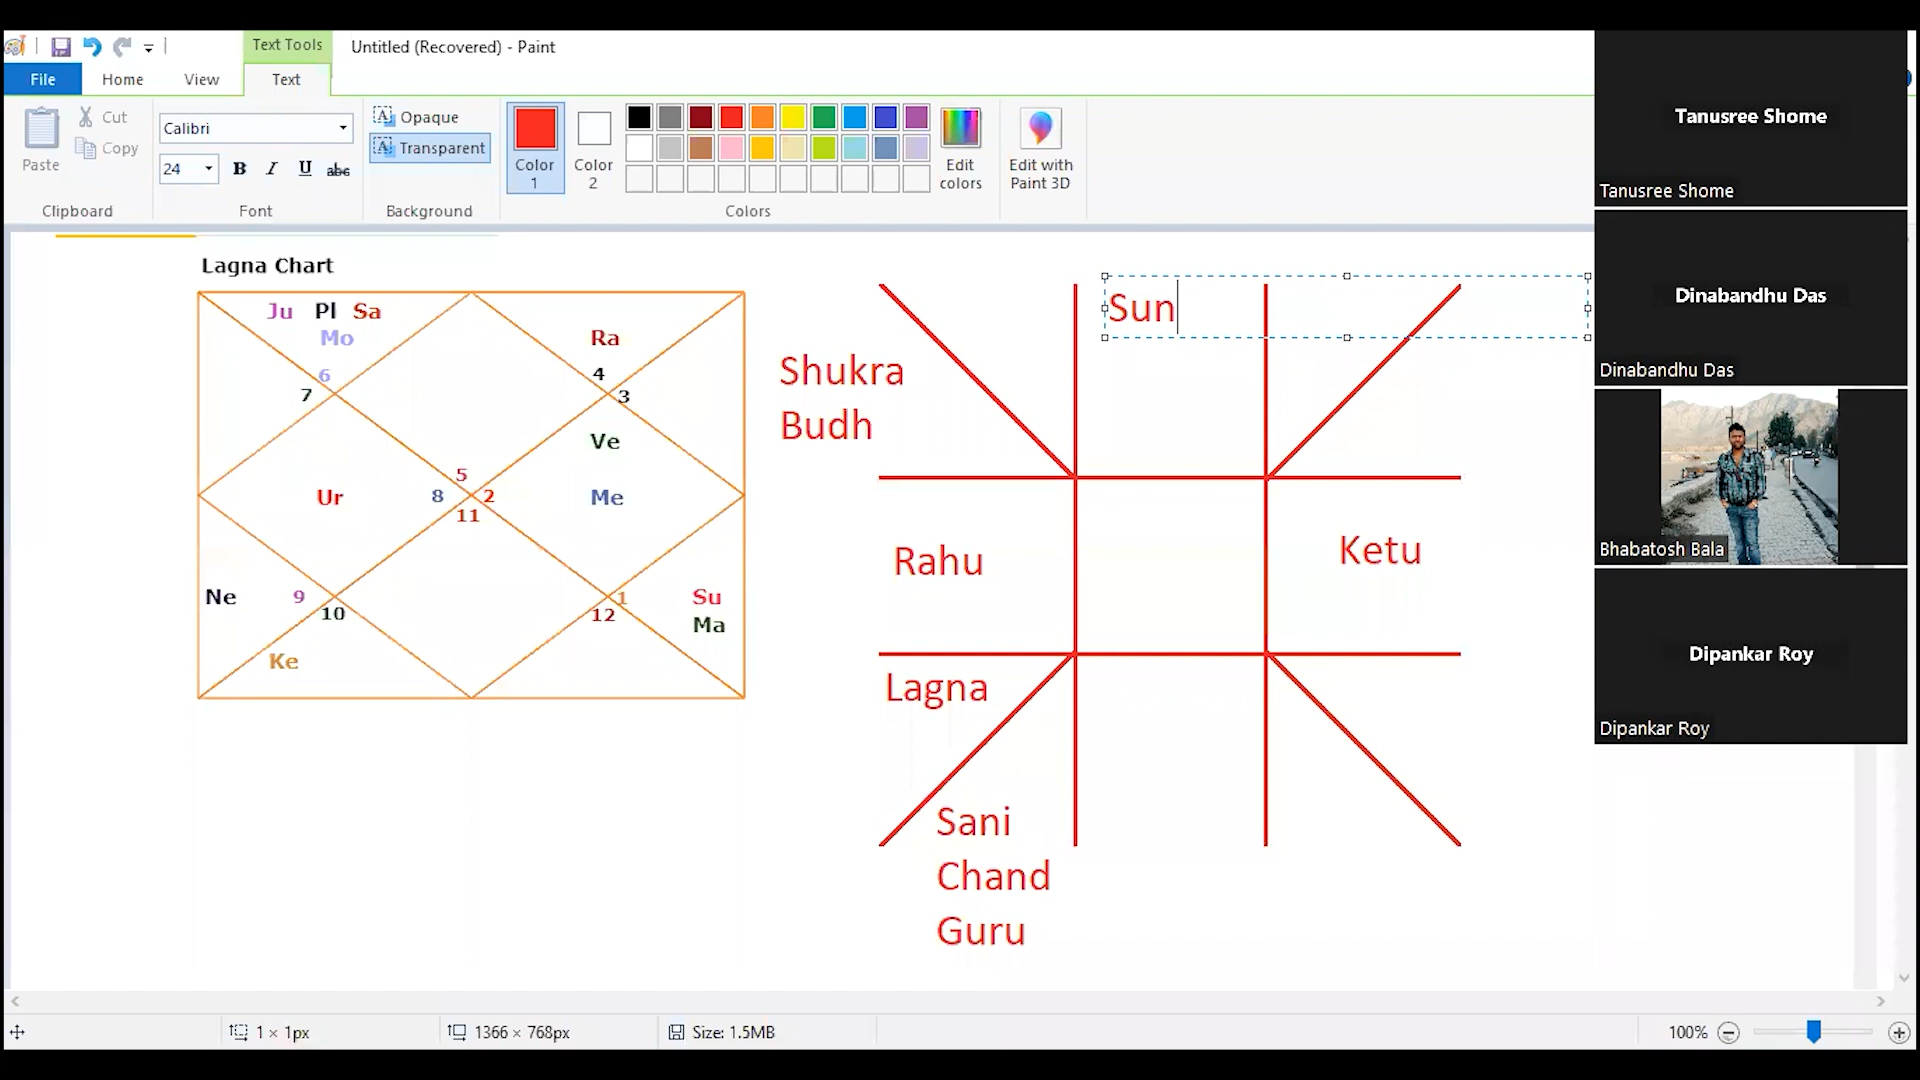 Text Tools
Untitled (Recovered) - Paint
File
Home
View
Text
Paste
Cut
Copy
Clipboard
Calibri
24
B I U abc
Font
Opaque
Transparent
Background
Color 1
Color 2
Edit colors
Colors
Edit with Paint 3D
Lagna Chart
Ju Pl Sa
Mo
Ra
6
4
7
3
Ve
5
Ur
8
2
Me
11
Ne
9
1
Su
10
12
Ma
Ke
Sun
Shukra
Budh
Rahu
Ketu
Lagna
Sani
Chand
Guru
Tanusree Shome
Tanusree Shome
Dinabandhu Das
Dinabandhu Das
Bhabatosh Bala
Dipankar Roy
Dipankar Roy
1 × 1px
1366 × 768px
Size: 1.5MB
100%